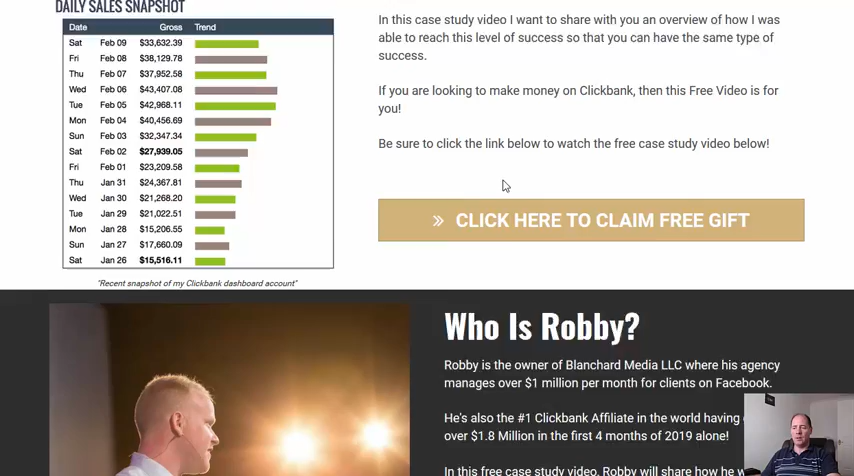 DAILY SALES SNAPSHOT
Date Gross Trend
Sat Feb 09 $33,632.39
Fri Feb 08 $38,129.78
Thu Feb 07 $37,952.58
Wed Feb 06 $43,407.08
Tue Feb 05 $42,968.11
Mon Feb 04 $40,456.69
Sun Feb 03 $32,347.34
Sat Feb 02 $27,939.05
Fri Feb 01 $23,209.58
Thu Jan 31 $24,367.81
Wed Jan 30 $21,268.20
Tue Jan 29 $21,022.51
Mon Jan 28 $15,206.55
Sun Jan 27 $17,660.09
Sat Jan 26 $15,516.11
"Recent snapshot of my Clickbank dashboard account"
In this case study video I want to share with you an overview of how I was
able to reach this level of success so that you can have the same type of
success.
If you are looking to make money on Clickbank, then this Free Video is for
you!
Be sure to click the link below to watch the free case study video below!
» CLICK HERE TO CLAIM FREE GIFT
Who Is Robby?
Robby is the owner of Blanchard Media LLC where his agency
manages over $1 million per month for clients on Facebook.
He's also the #1 Clickbank Affiliate in the world having
over $1.8 Million in the first 4 months of 2019 alone!
In this free case study video, Robby will share how he